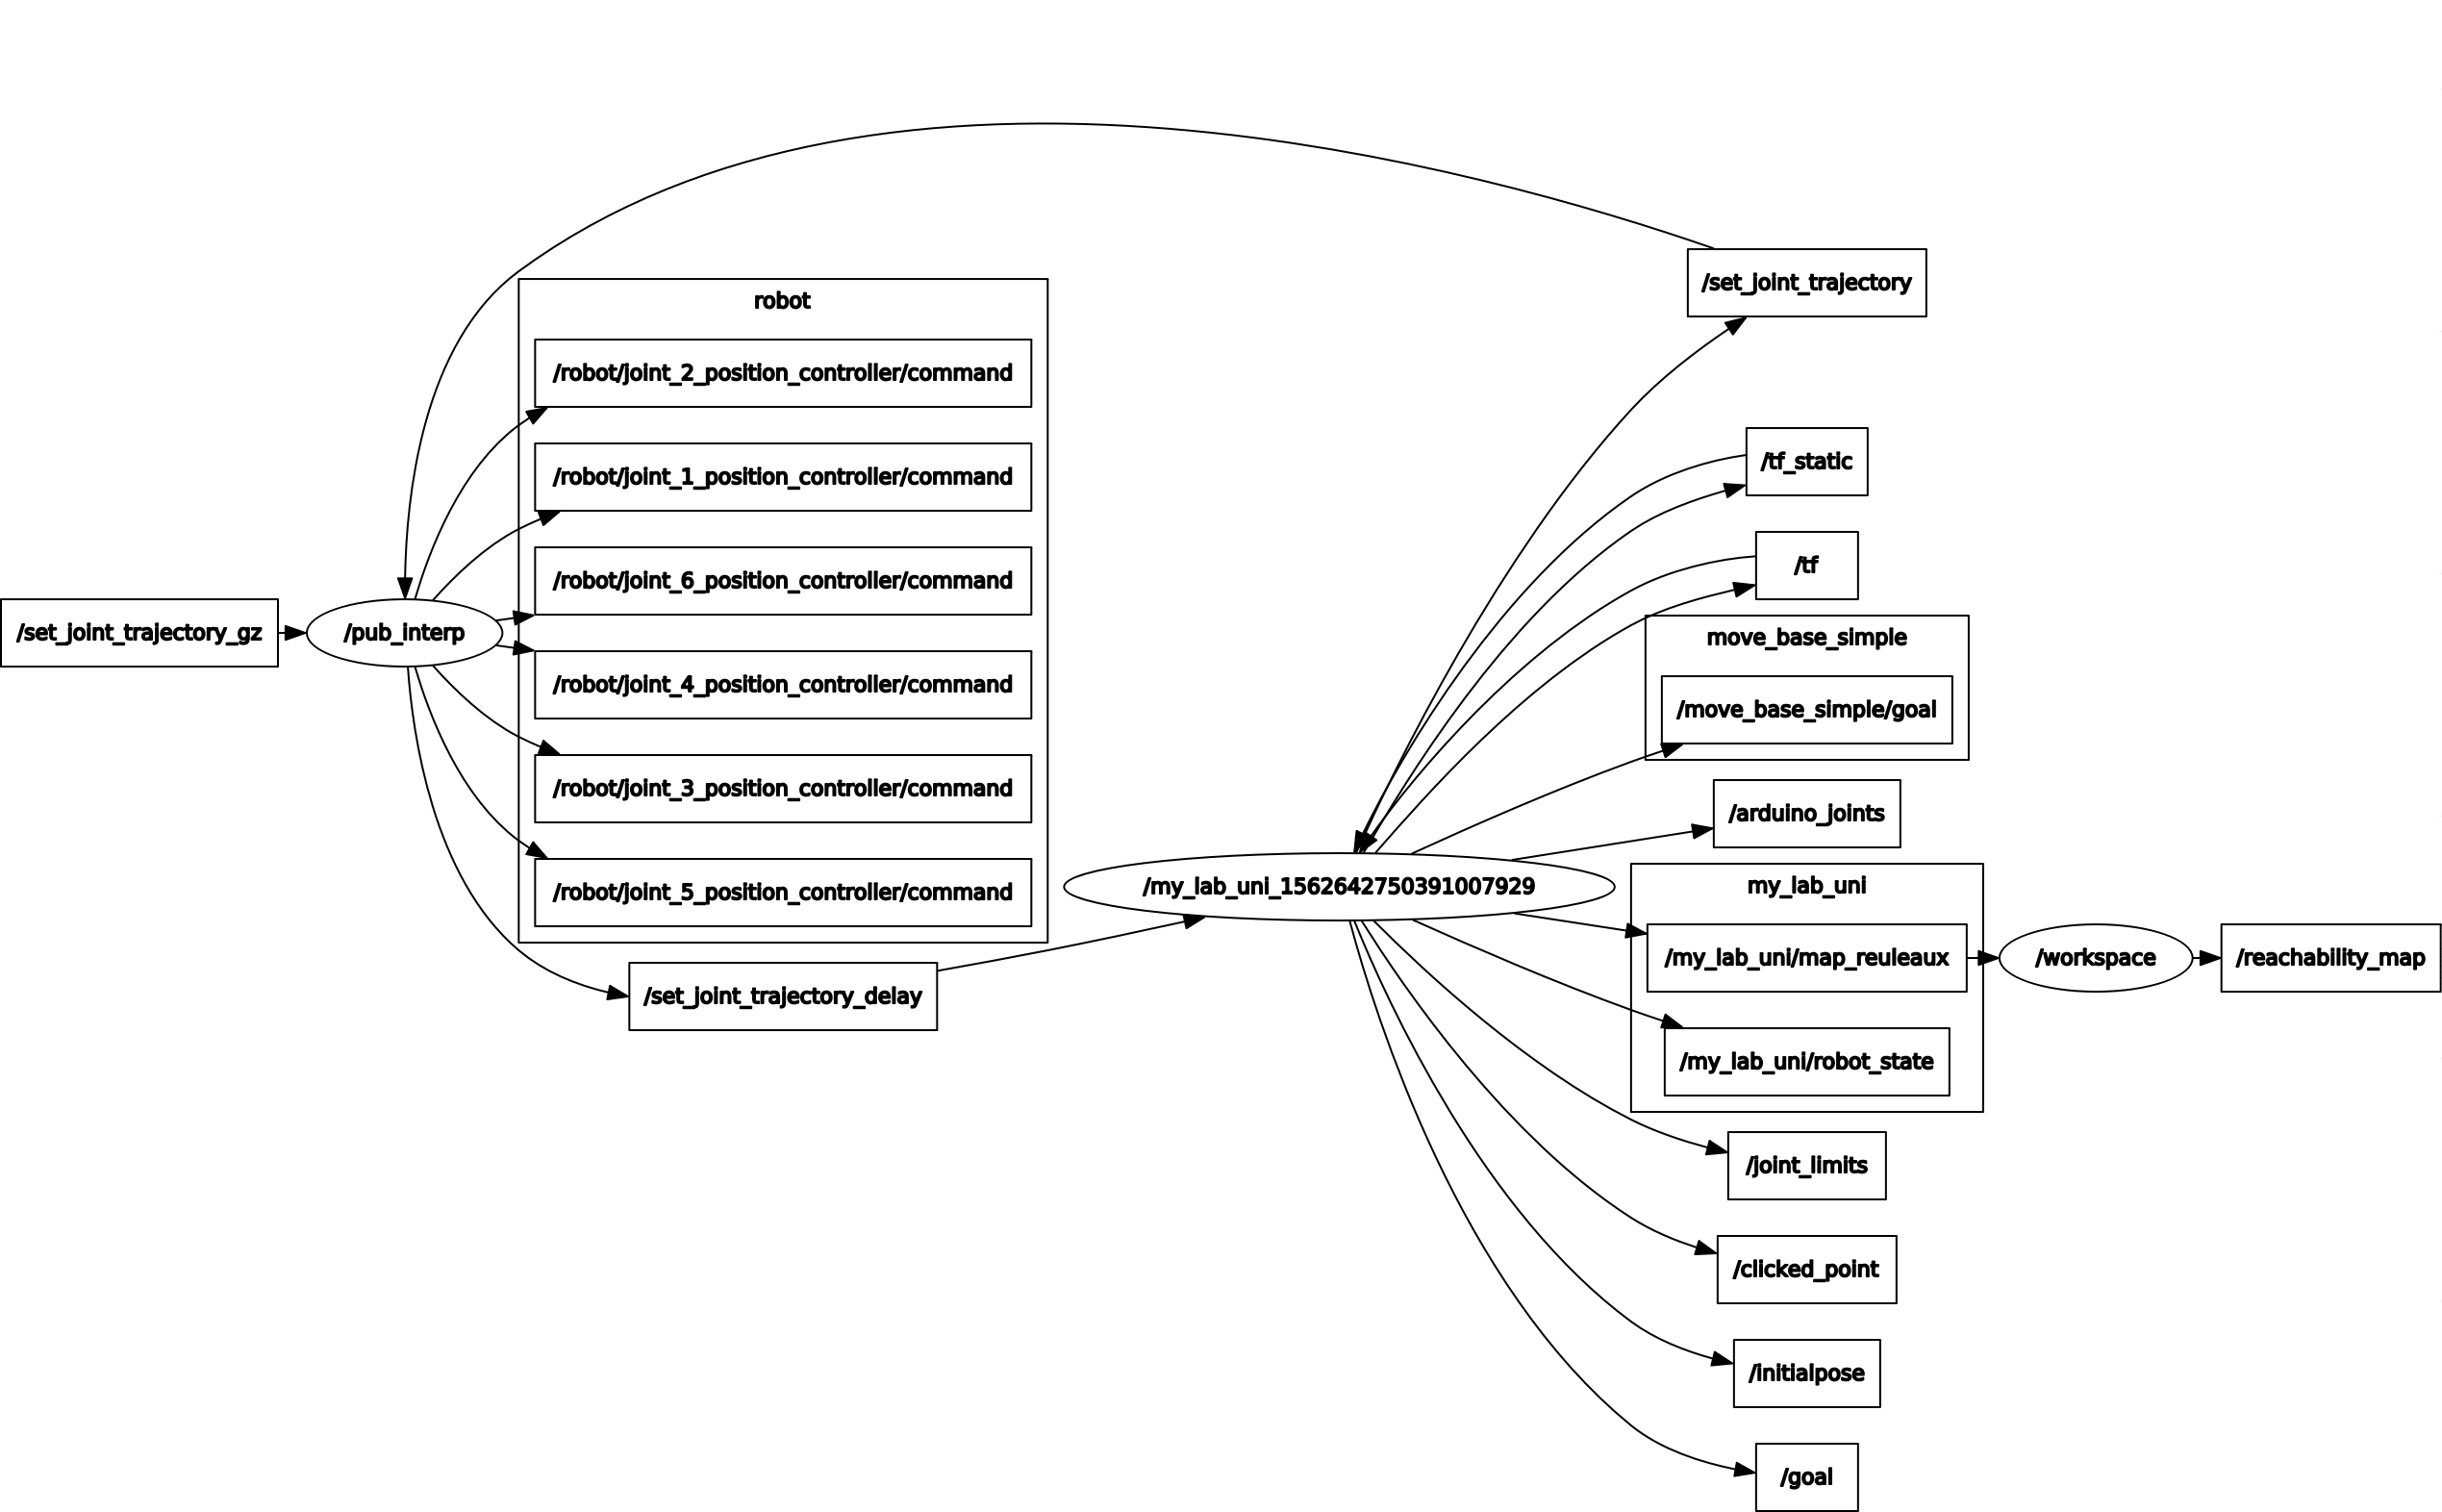 /set_joint_trajectory_gz
/pub_interp
robot
/robot/joint_2_position_controller/command
/robot/joint_1_position_controller/command
/robot/joint_6_position_controller/command
/robot/joint_4_position_controller/command
/robot/joint_3_position_controller/command
/robot/joint_5_position_controller/command
/set_joint_trajectory_delay
/my_lab_uni_1562642750391007929
/set_joint_trajectory
/tf_static
/tf
move_base_simple
/move_base_simple/goal
/arduino_joints
my_lab_uni
/my_lab_uni/map_reuleaux
/my_lab_uni/robot_state
/joint_limits
/clicked_point
/initialpose
/goal
/workspace
/reachability_map